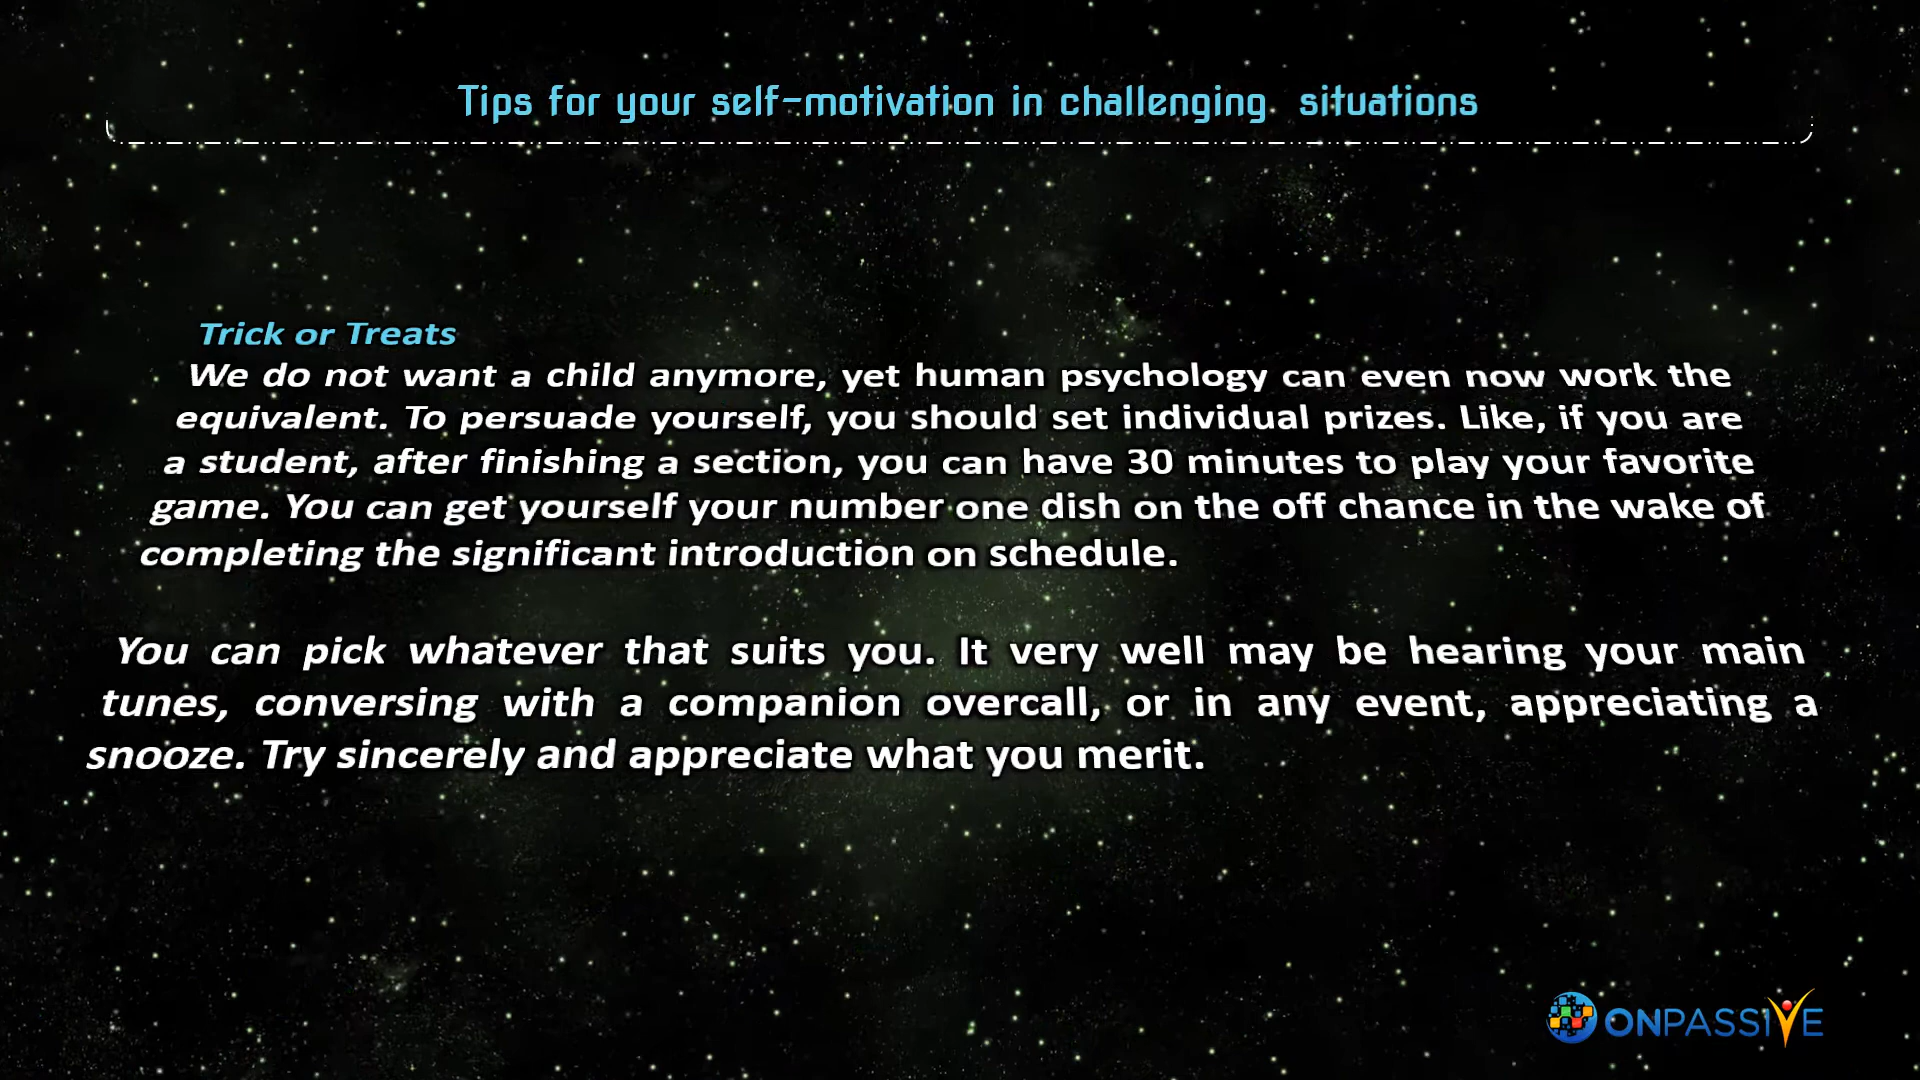 Tips for your self-motivation in challenging situations
Trick or Treats
We do not want a child anymore, yet human psychology can even now work the
equivalent. To persuade yourself, you should set individual prizes. Like, if you are
a student, after finishing a section, you can have 30 minutes to play your favorite
game. You can get yourself your number one dish on the off chance in the wake of
completing the significant introduction on schedule.
You can pick whatever that suits you. It very well may be hearing your main
tunes, conversing with a companion overcall, or in any event, appreciating a
snooze. Try sincerely and appreciate what you merit.
ONPASSIVE